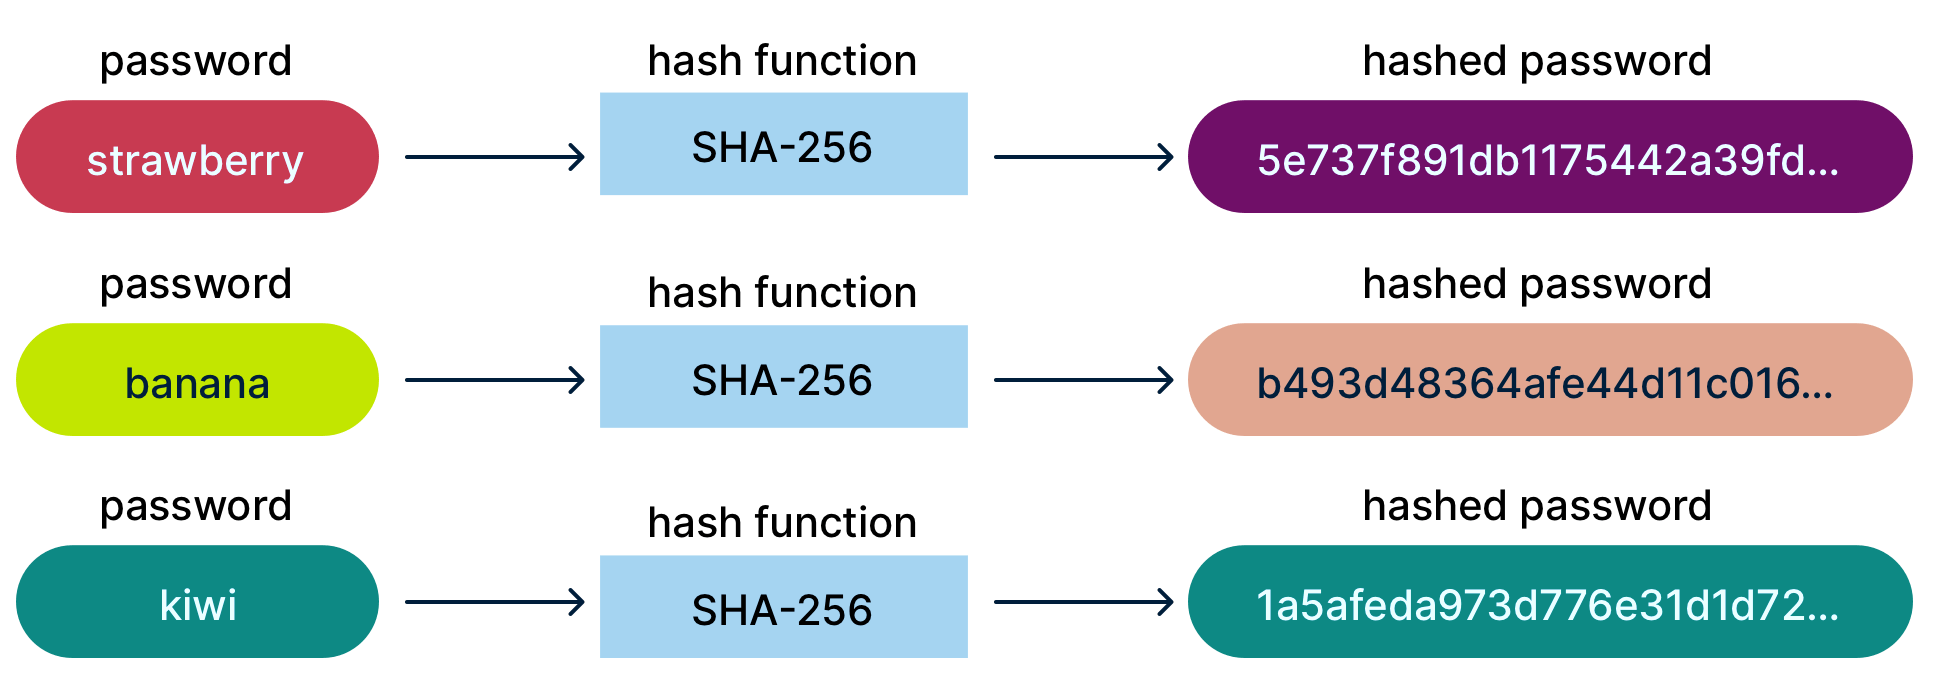 password
hash function
hashed password
strawberry
SHA-256
5e737f891db1175442a39fd...
password
hash function
hashed password
banana
SHA-256
b493d48364afe44d11c016...
password
hash function
hashed password
kiwi
SHA-256
1a5afeda973d776e31d1d72...